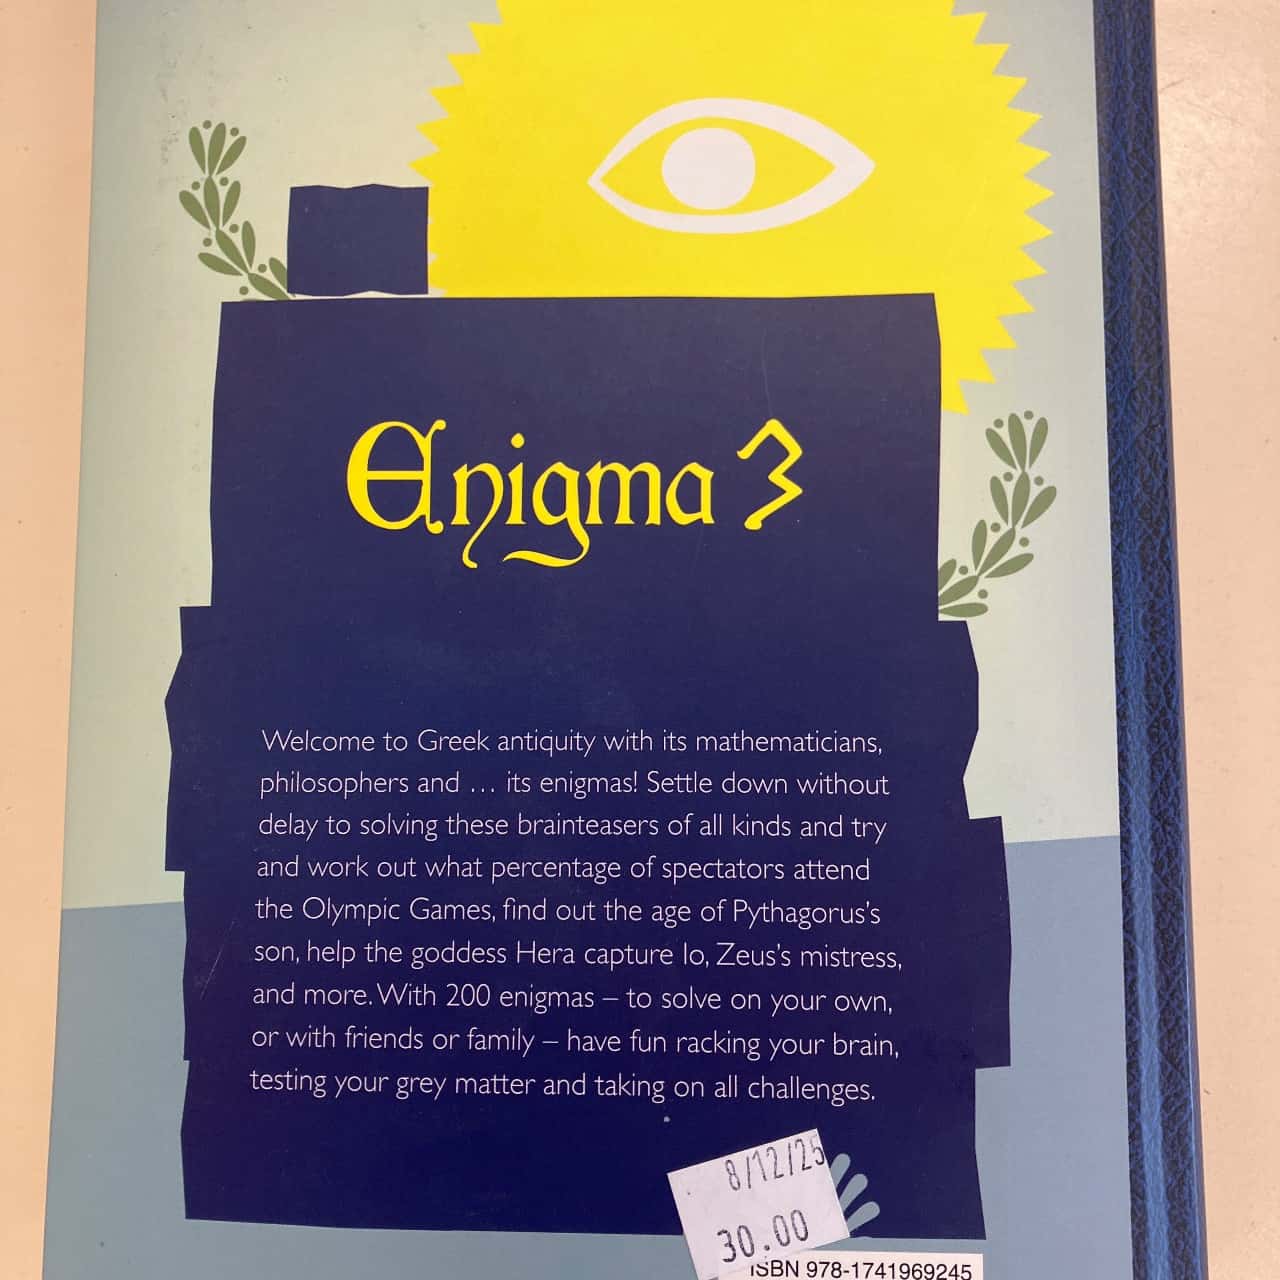 Enigma 3
Welcome to Greek antiquity with its mathematicians,
philosophers and ... its enigmas! Settle down without
delay to solving these brainteasers of all kinds and try
and work out what percentage of spectators attend
the Olympic Games, find out the age of Pythagorus's
son, help the goddess Hera capture Io, Zeus's mistress,
and more. With 200 enigmas – to solve on your own,
or with friends or family – have fun racking your brain,
testing your grey matter and taking on all challenges.
8/12/25
30.00
ISBN 978-1741969245